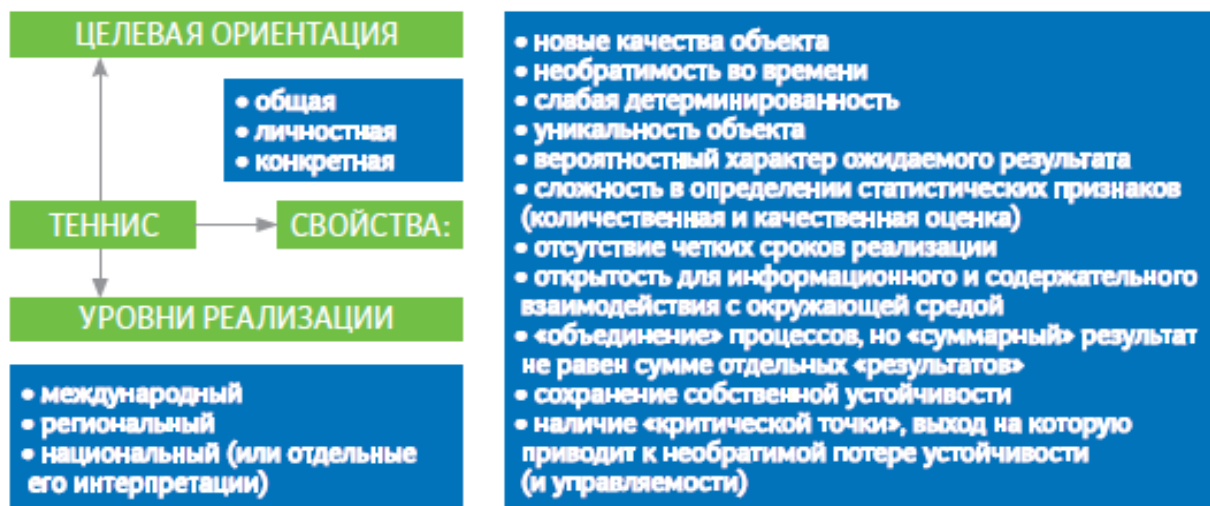 ЦЕЛЕВАЯ ОРИЕНТАЦИЯ
• общая
• личностная
• конкретная
ТЕННИС
СВОЙСТВА:
УРОВНИ РЕАЛИЗАЦИИ
• международный
• региональный
• национальный (или отдельные
его интерпретации)
• новые качества объекта
• необратимость во времени
• слабая детерминированность
• уникальность объекта
• вероятностный характер ожидаемого результата
• сложность в определении статистических признаков
(количественная и качественная оценка)
• отсутствие четких сроков реализации
• открытость для информационного и содержательного
взаимодействия с окружающей средой
• «объединение» процессов, но «суммарный» результат
не равен сумме отдельных «результатов»
• сохранение собственной устойчивости
• наличие «критической точки», выход на которую
приводит к необратимой потере устойчивости
(и управляемости)